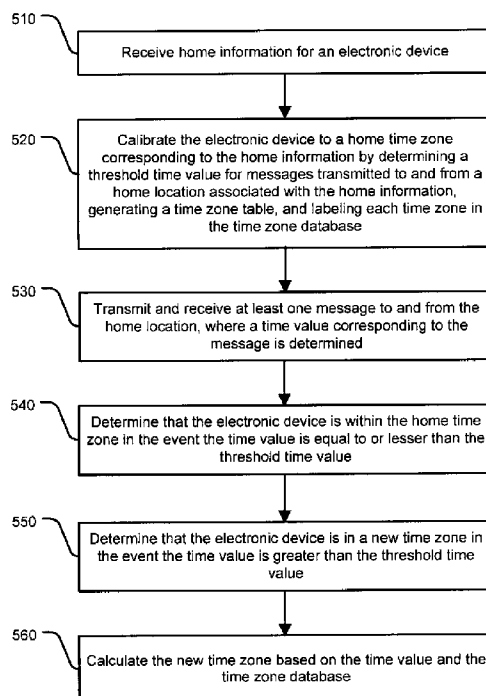 510
Receive home information for an electronic device
520
Calibrate the electronic device to a home time zone
corresponding to the home information by determining a
threshold time value for messages transmitted to and from a
home location associated with the home information,
generating a time zone table, and labeling each time zone in
the time zone database
530
Transmit and receive at least one message to and from the
home location, where a time value corresponding to the
message is determined
540
Determine that the electronic device is within the home time
zone in the event the time value is equal to or lesser than the
threshold time value
550
Determine that the electronic device is in a new time zone in
the event the time value is greater than the threshold time
value
560
Calculate the new time zone based on the time value and the
time zone database